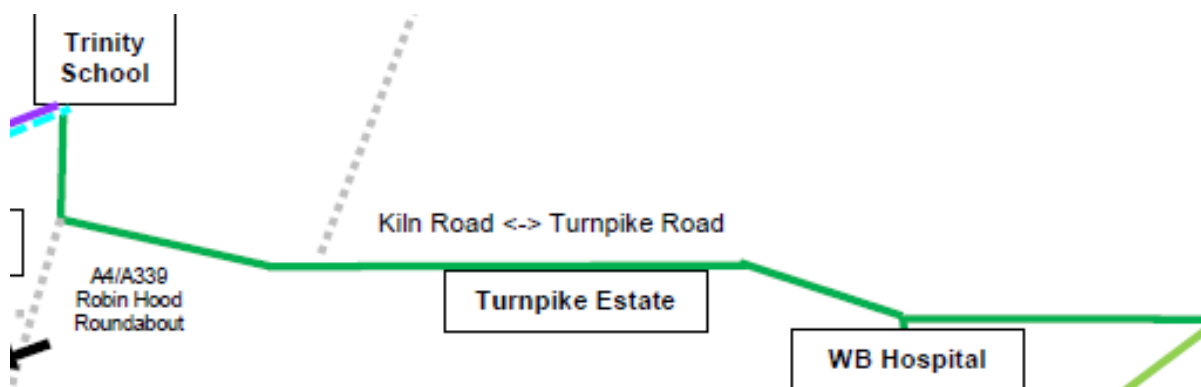 Trinity
School
Kiln Road <-> Turnpike Road
A4/A339
Robin Hood
Roundabout
Turnpike Estate
WB Hospital